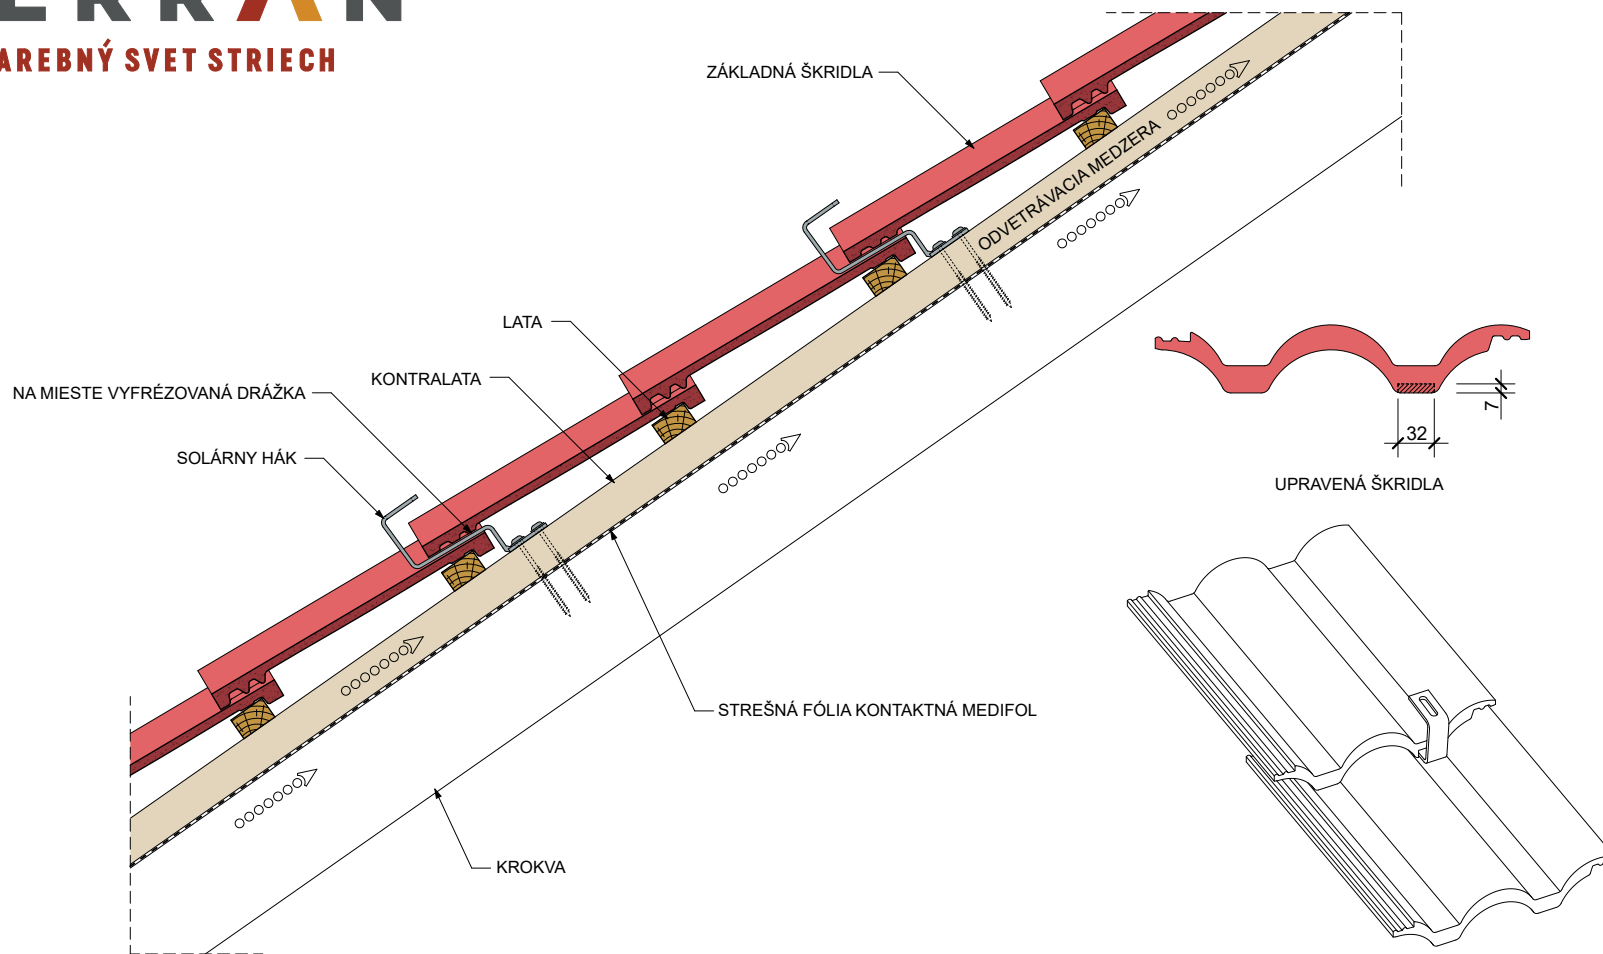 AREBNÝ SVET STRIECH
ZÁKLADNÁ ŠKRIDLA
ODVETRÁVACIA MEDZERA
LATA
KONTRALATA
NA MIESTE VYFRÉZOVANÁ DRÁŽKA
SOLÁRNY HÁK
7
32
UPRAVENÁ ŠKRIDLA
STREŠNÁ FÓLIA KONTAKTNÁ MEDIFOL
KROKVA